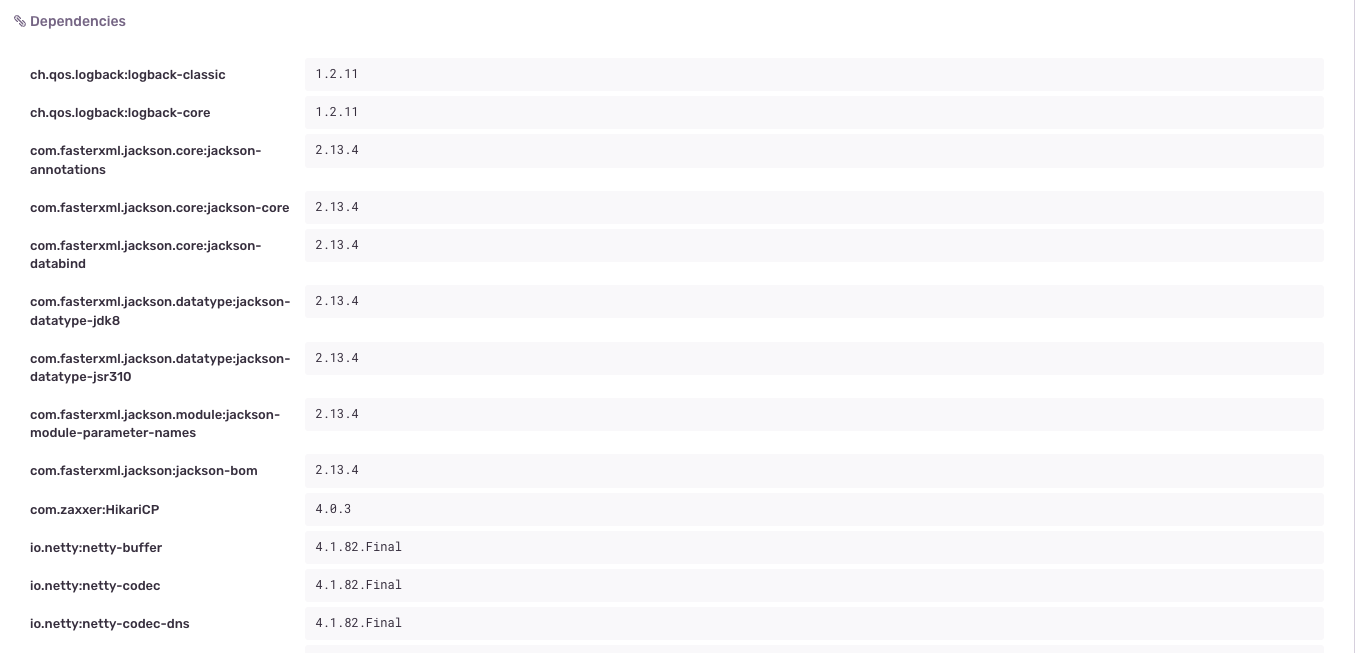 Dependencies
ch.qos.logback:logback-classic 1.2.11
ch.qos.logback:logback-core 1.2.11
com.fasterxml.jackson.core:jackson- 2.13.4
annotations
com.fasterxml.jackson.core:jackson-core 2.13.4
com.fasterxml.jackson.core:jackson- 2.13.4
databind
com.fasterxml.jackson.datatype:jackson- 2.13.4
datatype-jdk8
com.fasterxml.jackson.datatype:jackson- 2.13.4
datatype-jsr310
com.fasterxml.jackson.module:jackson- 2.13.4
module-parameter-names
com.fasterxml.jackson:jackson-bom 2.13.4
com.zaxxer:HikariCP 4.0.3
io.netty:netty-buffer 4.1.82.Final
io.netty:netty-codec 4.1.82.Final
io.netty:netty-codec-dns 4.1.82.Final